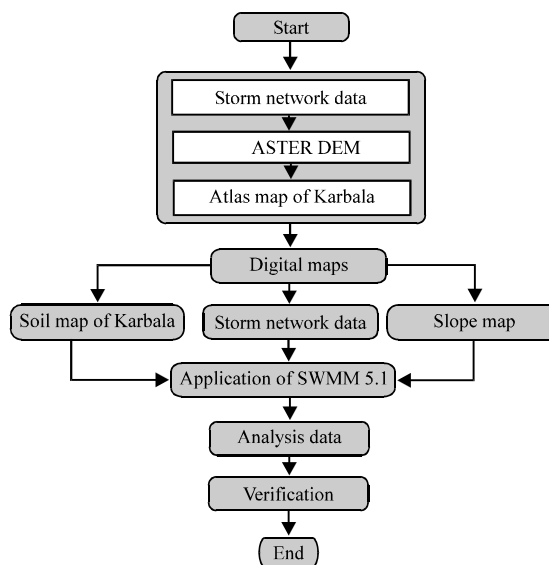 Start
Storm network data
ASTER DEM
Atlas map of Karbala
Digital maps
Soil map of Karbala
Storm network data
Slope map
Application of SWMM 5.1
Analysis data
Verification
End